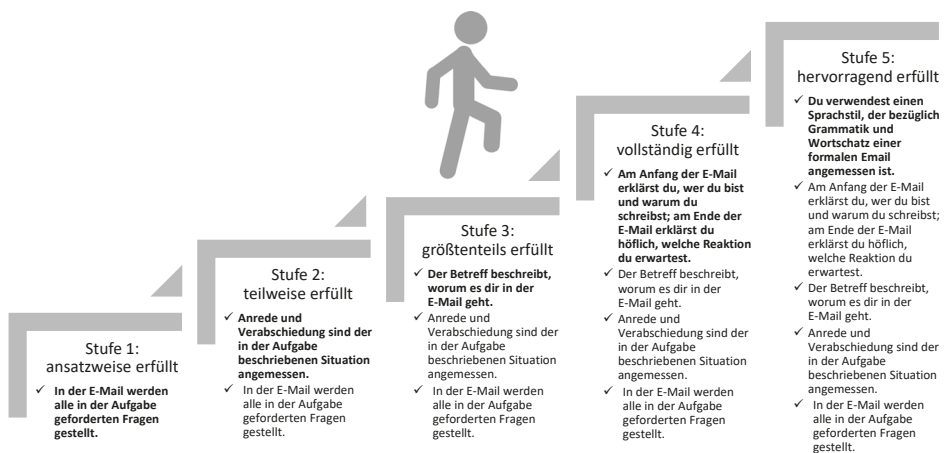 Stufe 1:
ansatzweise erfüllt
✓ In der E-Mail werden
alle in der Aufgabe
geforderten Fragen
gestellt.
Stufe 2:
teilweise erfüllt
✓ Anrede und
Verabschiedung sind der
in der Aufgabe
beschriebenen Situation
angemessen.
✓ In der E-Mail werden
alle in der Aufgabe
geforderten Fragen
gestellt.
Stufe 3:
größtenteils erfüllt
✓ Der Betreff beschreibt,
worum es dir in der
E-Mail geht.
✓ Anrede und
Verabschiedung sind der
in der Aufgabe
beschriebenen Situation
angemessen.
✓ In der E-Mail werden
alle in der Aufgabe
geforderten Fragen
gestellt.
Stufe 4:
vollständig erfüllt
✓ Am Anfang der E-Mail
erklärst du, wer du bist
und warum du
schreibst; am Ende der
E-Mail erklärst du
höflich, welche Reaktion
du erwartest.
✓ Der Betreff beschreibt,
worum es dir in der
E-Mail geht.
✓ Anrede und
Verabschiedung sind der
in der Aufgabe
beschriebenen Situation
angemessen.
✓ In der E-Mail werden
alle in der Aufgabe
geforderten Fragen
gestellt.
Stufe 5:
hervorragend erfüllt
✓ Du verwendest einen
Sprachstil, der bezüglich
Grammatik und
Wortschatz einer
formalen Email
angemessen ist.
✓ Am Anfang der E-Mail
erklärst du, wer du bist
und warum du schreibst;
am Ende der E-Mail
erklärst du höflich,
welche Reaktion du
erwartest.
✓ Der Betreff beschreibt,
worum es dir in der
E-Mail geht.
✓ Anrede und
Verabschiedung sind der
in der Aufgabe
beschriebenen Situation
angemessen.
✓ In der E-Mail werden
alle in der Aufgabe
geforderten Fragen
gestellt.